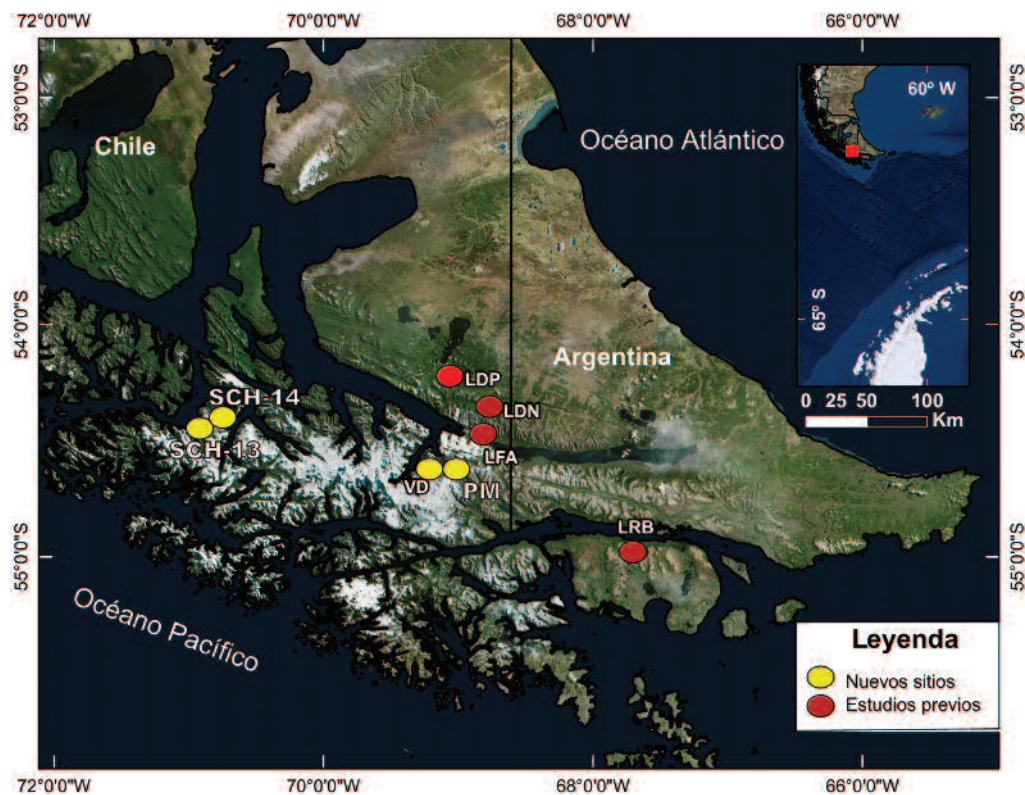 72°0'0"W 70°0'0"W 68°0'0"W 66°0'0"W
53°0'0"S
53°0'0"S
Chile
Océano Atlántico
60° W
65° S
54°0'0"S
54°0'0"S
Argentina
0 25 50 100
Km
LDP
LDN
SCH-14
SCH-13
LFA
VD
PM
LRB
55°0'0"S
55°0'0"S
Océano Pacífico
Leyenda
Nuevos sitios
Estudios previos
72°0'0"W 70°0'0"W 68°0'0"W 66°0'0"W